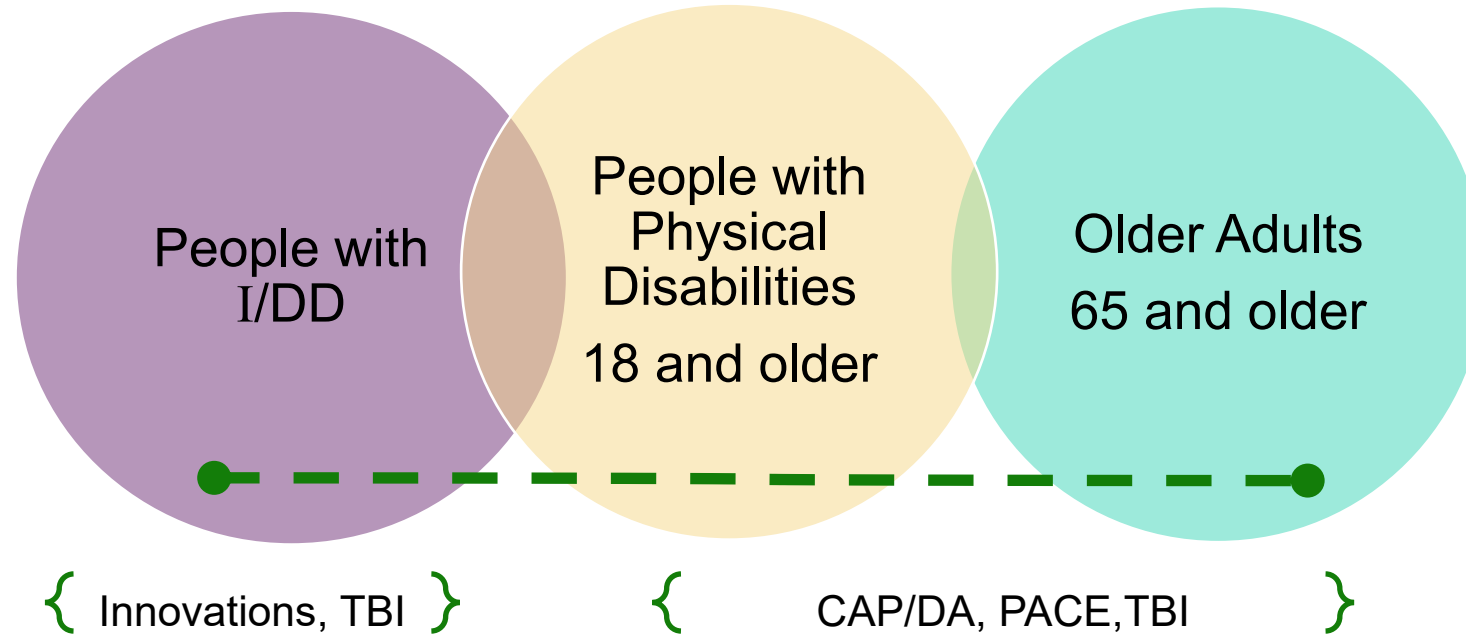 People with
I/DD
People with
Physical
Disabilities
18 and older
Older Adults
65 and older
{ Innovations, TBI }
{ CAP/DA, PACE,TBI }